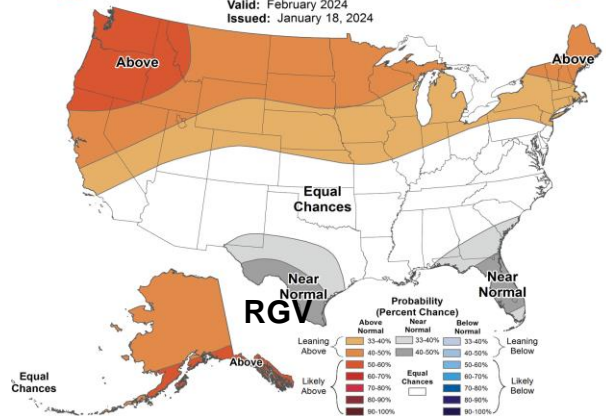 Valid: February 2024
Issued: January 18, 2024
Above
Above
Equal
Chances
Near
Normal
Near
Normal
RGV
Above
Equal
Chances
Probability
(Percent Chance)
Above
Normal
Near
Normal
Below
Normal
Leaning
Above
33-40%
33-40%
33-40%
Leaning
Below
40-50%
40-50%
40-50%
Likely
Above
50-60%
60-70%
70-80%
80-90%
90-100%
Equal
Chances
50-60%
60-70%
70-80%
80-90%
90-100%
Likely
Below